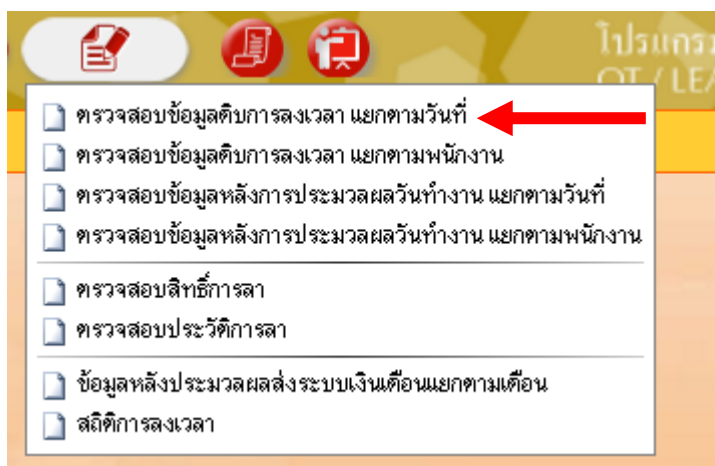 โปรแกรม
OT / LEA
ตรวจสอบข้อมูลดิบการลงเวลา แยกตามวันที่
ตรวจสอบข้อมูลดิบการลงเวลา แยกตามพนักงาน
ตรวจสอบข้อมูลหลังการประมวลผลวันทำงาน แยกตามวันที่
ตรวจสอบข้อมูลหลังการประมวลผลวันทำงาน แยกตามพนักงาน
ตรวจสอบสิทธิ์การลา
ตรวจสอบประวัติการลา
ข้อมูลหลังประมวลผลส่งระบบเงินเดือนแยกตามเดือน
สถิติการลงเวลา